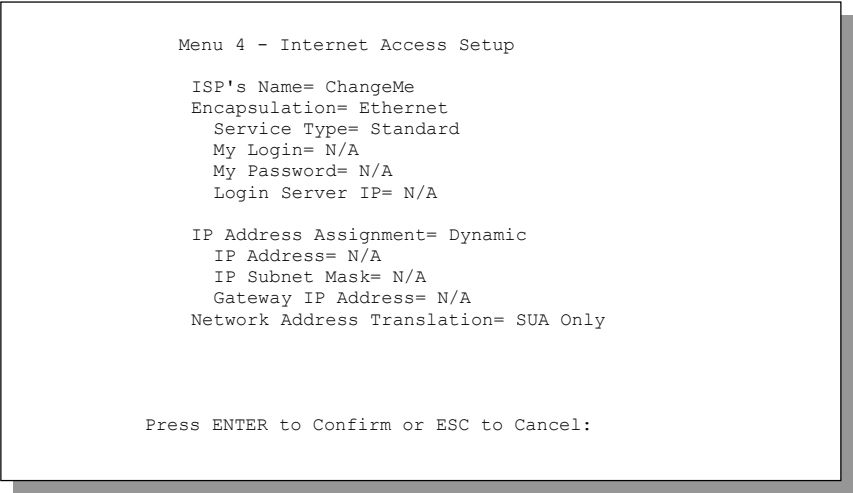 Menu 4 - Internet Access Setup
ISP's Name= ChangeMe
Encapsulation= Ethernet
Service Type= Standard
My Login= N/A
My Password= N/A
Login Server IP= N/A
IP Address Assignment= Dynamic
IP Address= N/A
IP Subnet Mask= N/A
Gateway IP Address= N/A
Network Address Translation= SUA Only
Press ENTER to Confirm or ESC to Cancel: